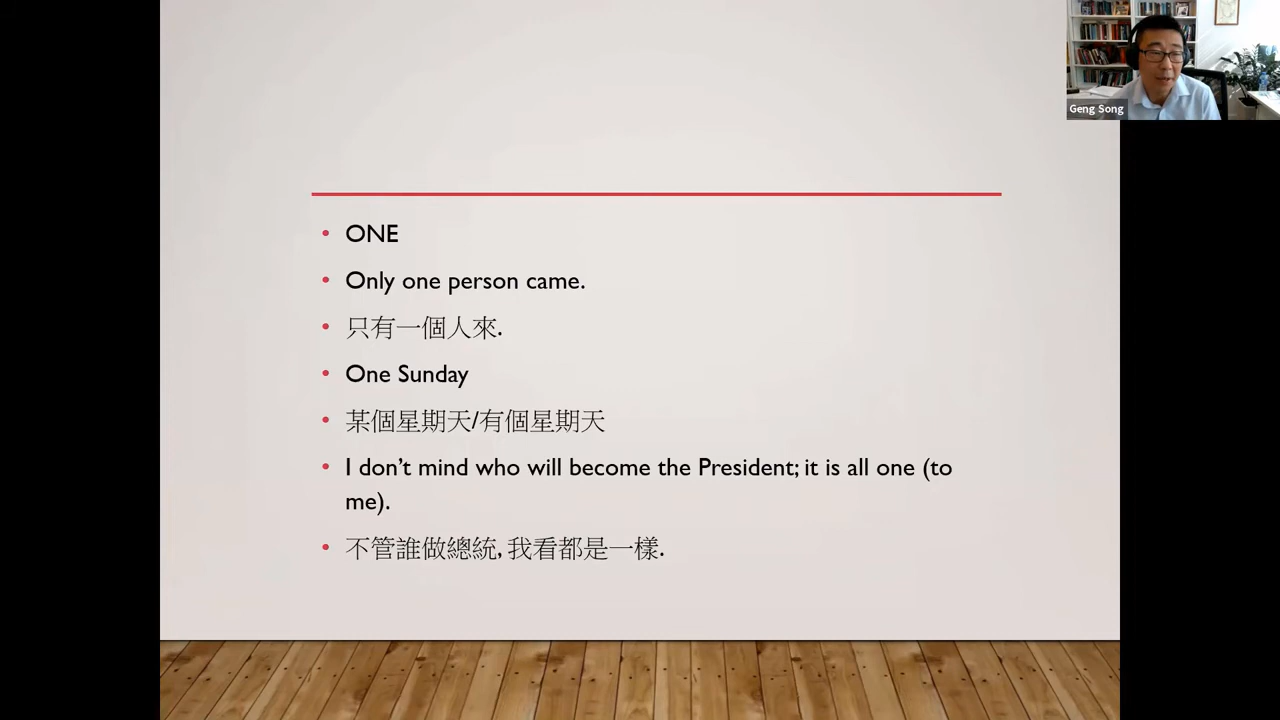 Geng Song
ONE
Only one person came.
只有一個人來.
One Sunday
某個星期天/有個星期天
I don’t mind who will become the President; it is all one (to
me).
不管誰做總統, 我看都是一樣.